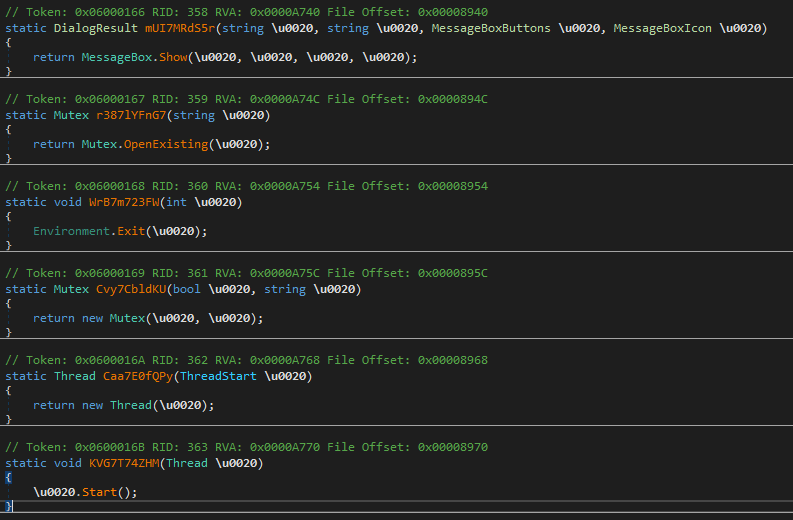 // Token: 0x06000166 RID: 358 RVA: 0x0000A740 File Offset: 0x00008940
static DialogResult mUI7MRdS5r(string \u0020, string \u0020, MessageBoxButtons \u0020, MessageBoxIcon \u0020)
{
return MessageBox.Show(\u0020, \u0020, \u0020, \u0020);
}
// Token: 0x06000167 RID: 359 RVA: 0x0000A74C File Offset: 0x0000894C
static Mutex r387lYFnG7(string \u0020)
{
return Mutex.OpenExisting(\u0020);
}
// Token: 0x06000168 RID: 360 RVA: 0x0000A754 File Offset: 0x00008954
static void WrB7m723FW(int \u0020)
{
Environment.Exit(\u0020);
}
// Token: 0x06000169 RID: 361 RVA: 0x0000A75C File Offset: 0x0000895C
static Mutex Cvy7CbldKU(bool \u0020, string \u0020)
{
return new Mutex(\u0020, \u0020);
}
// Token: 0x0600016A RID: 362 RVA: 0x0000A768 File Offset: 0x00008968
static Thread Caa7E0fQPy(ThreadStart \u0020)
{
return new Thread(\u0020);
}
// Token: 0x0600016B RID: 363 RVA: 0x0000A770 File Offset: 0x00008970
static void KVG7T74ZHM(Thread \u0020)
{
\u0020.Start();
}